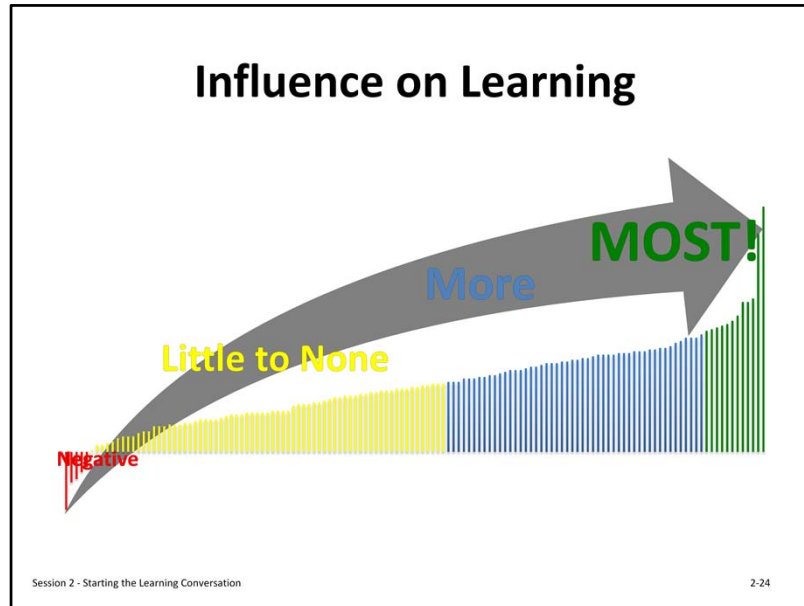 Influence on Learning
MOST!
More
Little to None
Negative
Session 2 - Starting the Learning Conversation
2-24